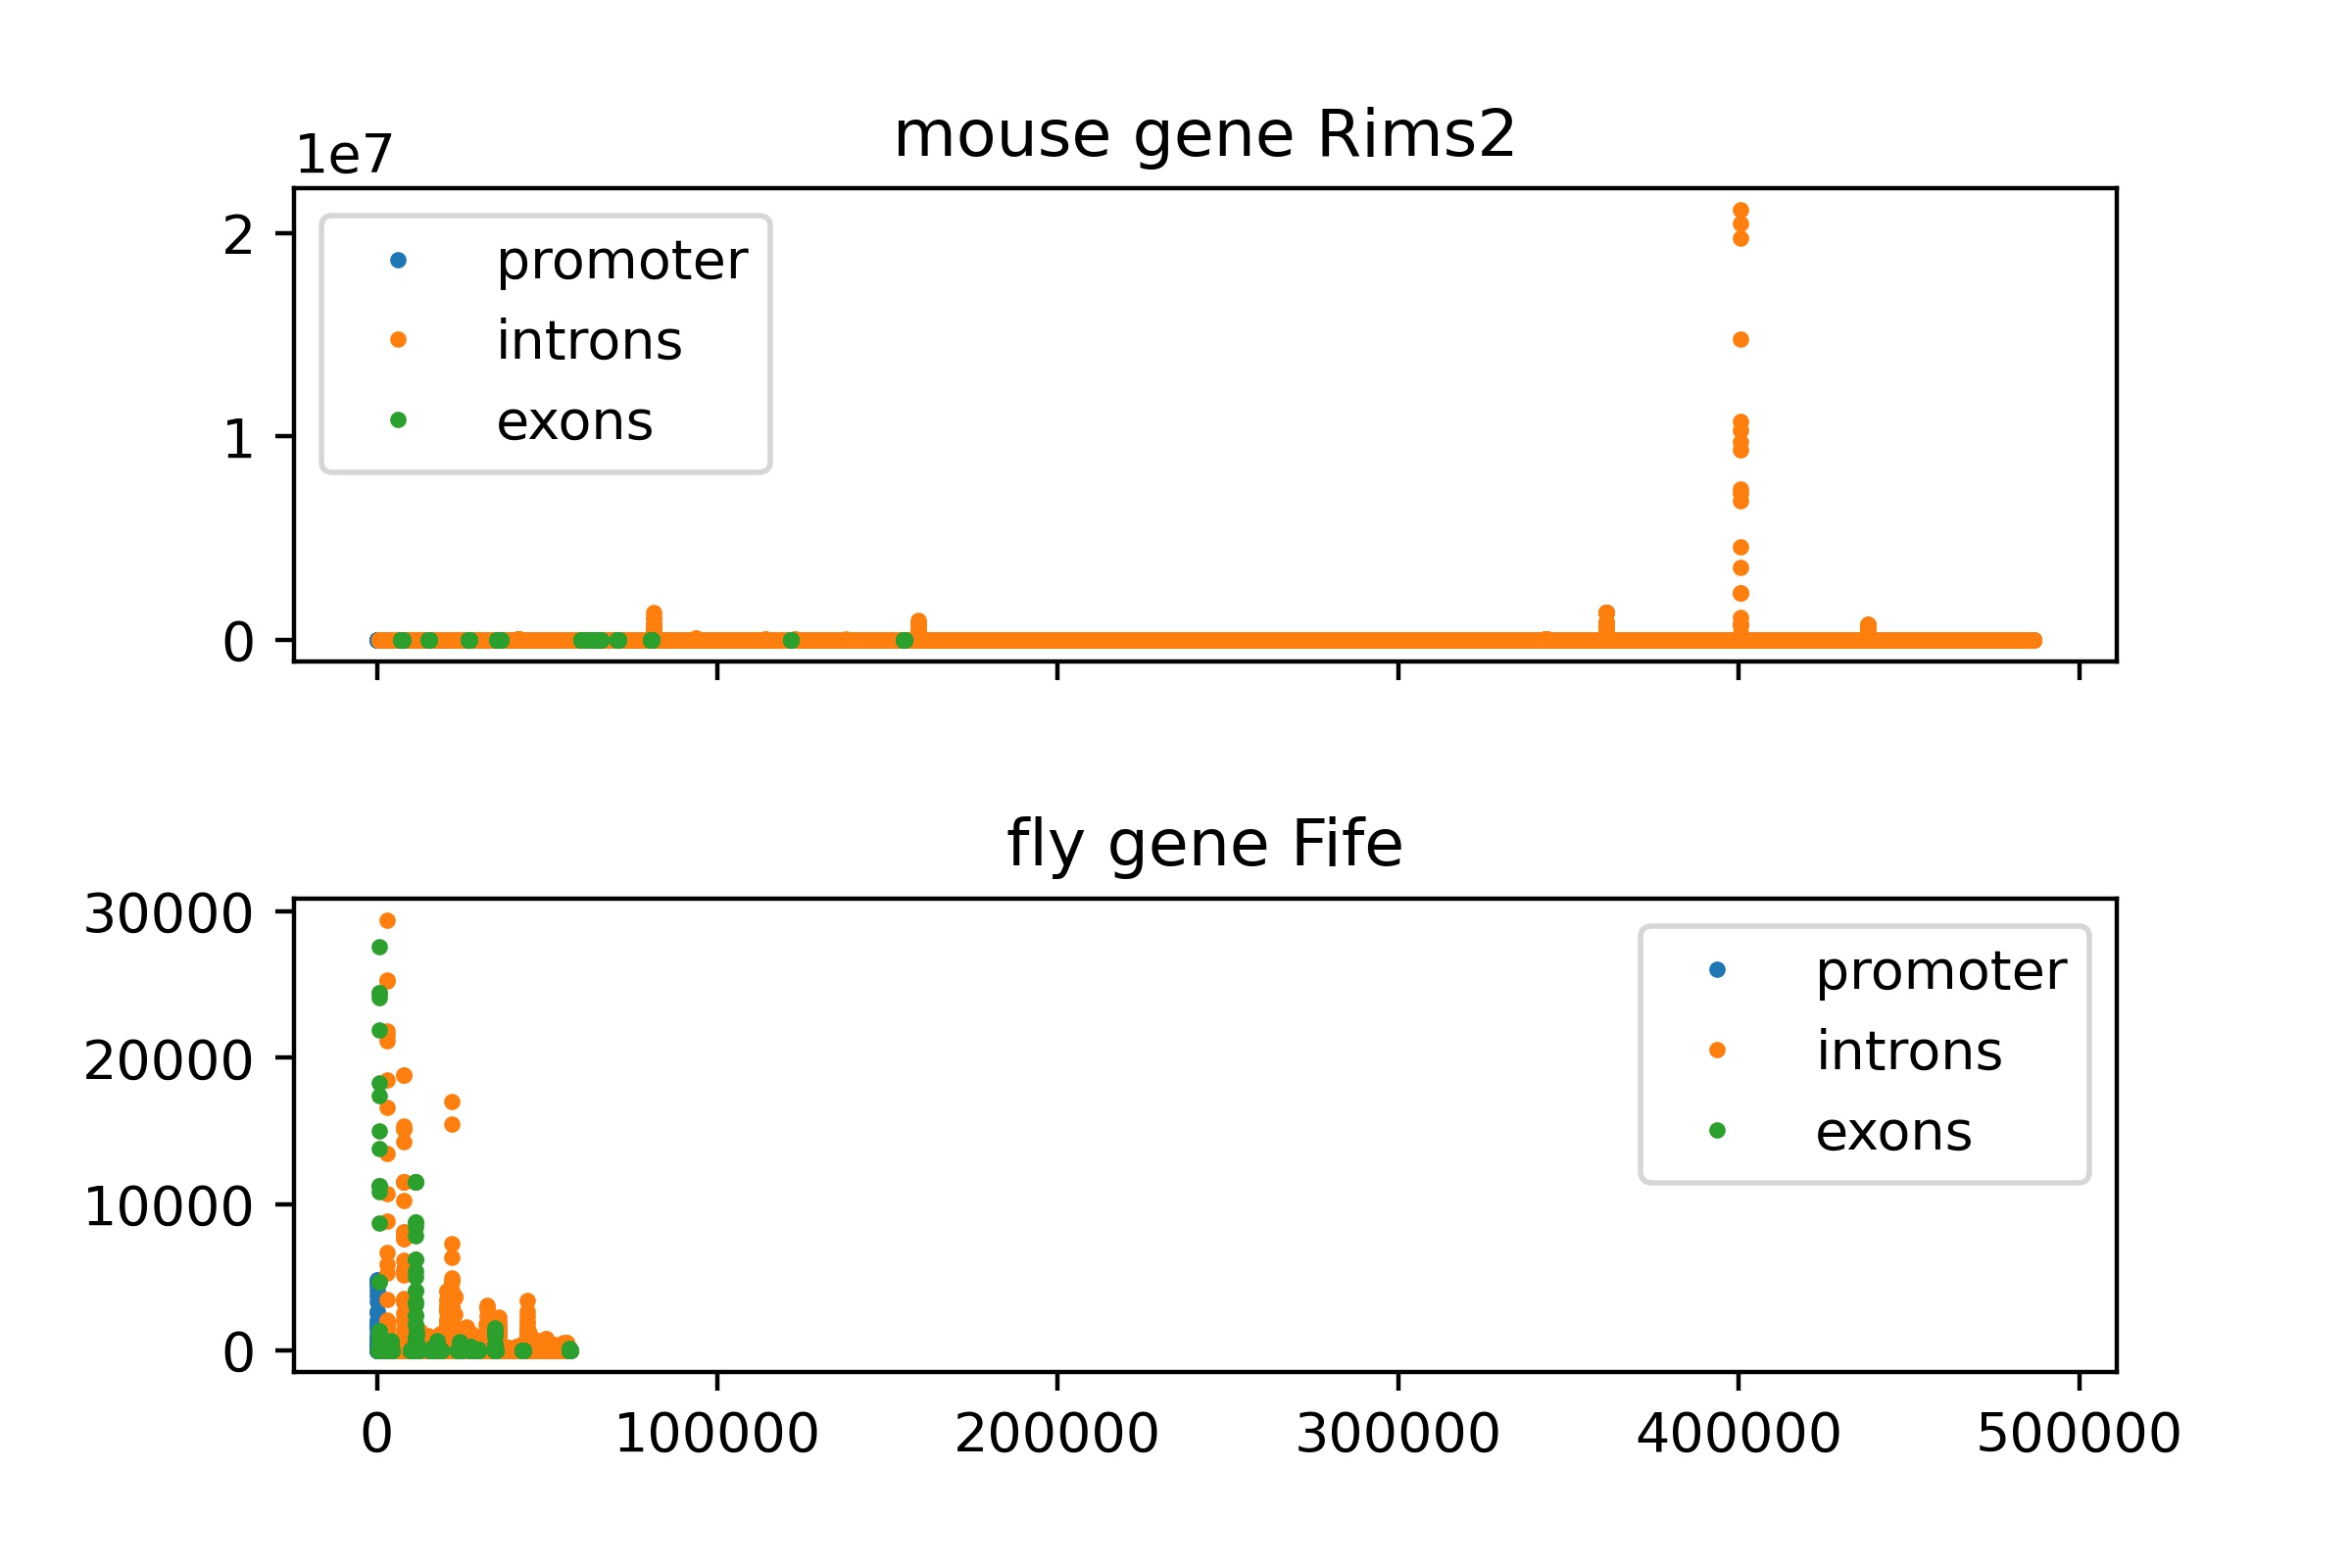 mouse gene Rims2
1e7
2
1
0
promoter
introns
exons
fly gene Fife
30000
20000
10000
0
promoter
introns
exons
0 100000 200000 300000 400000 500000